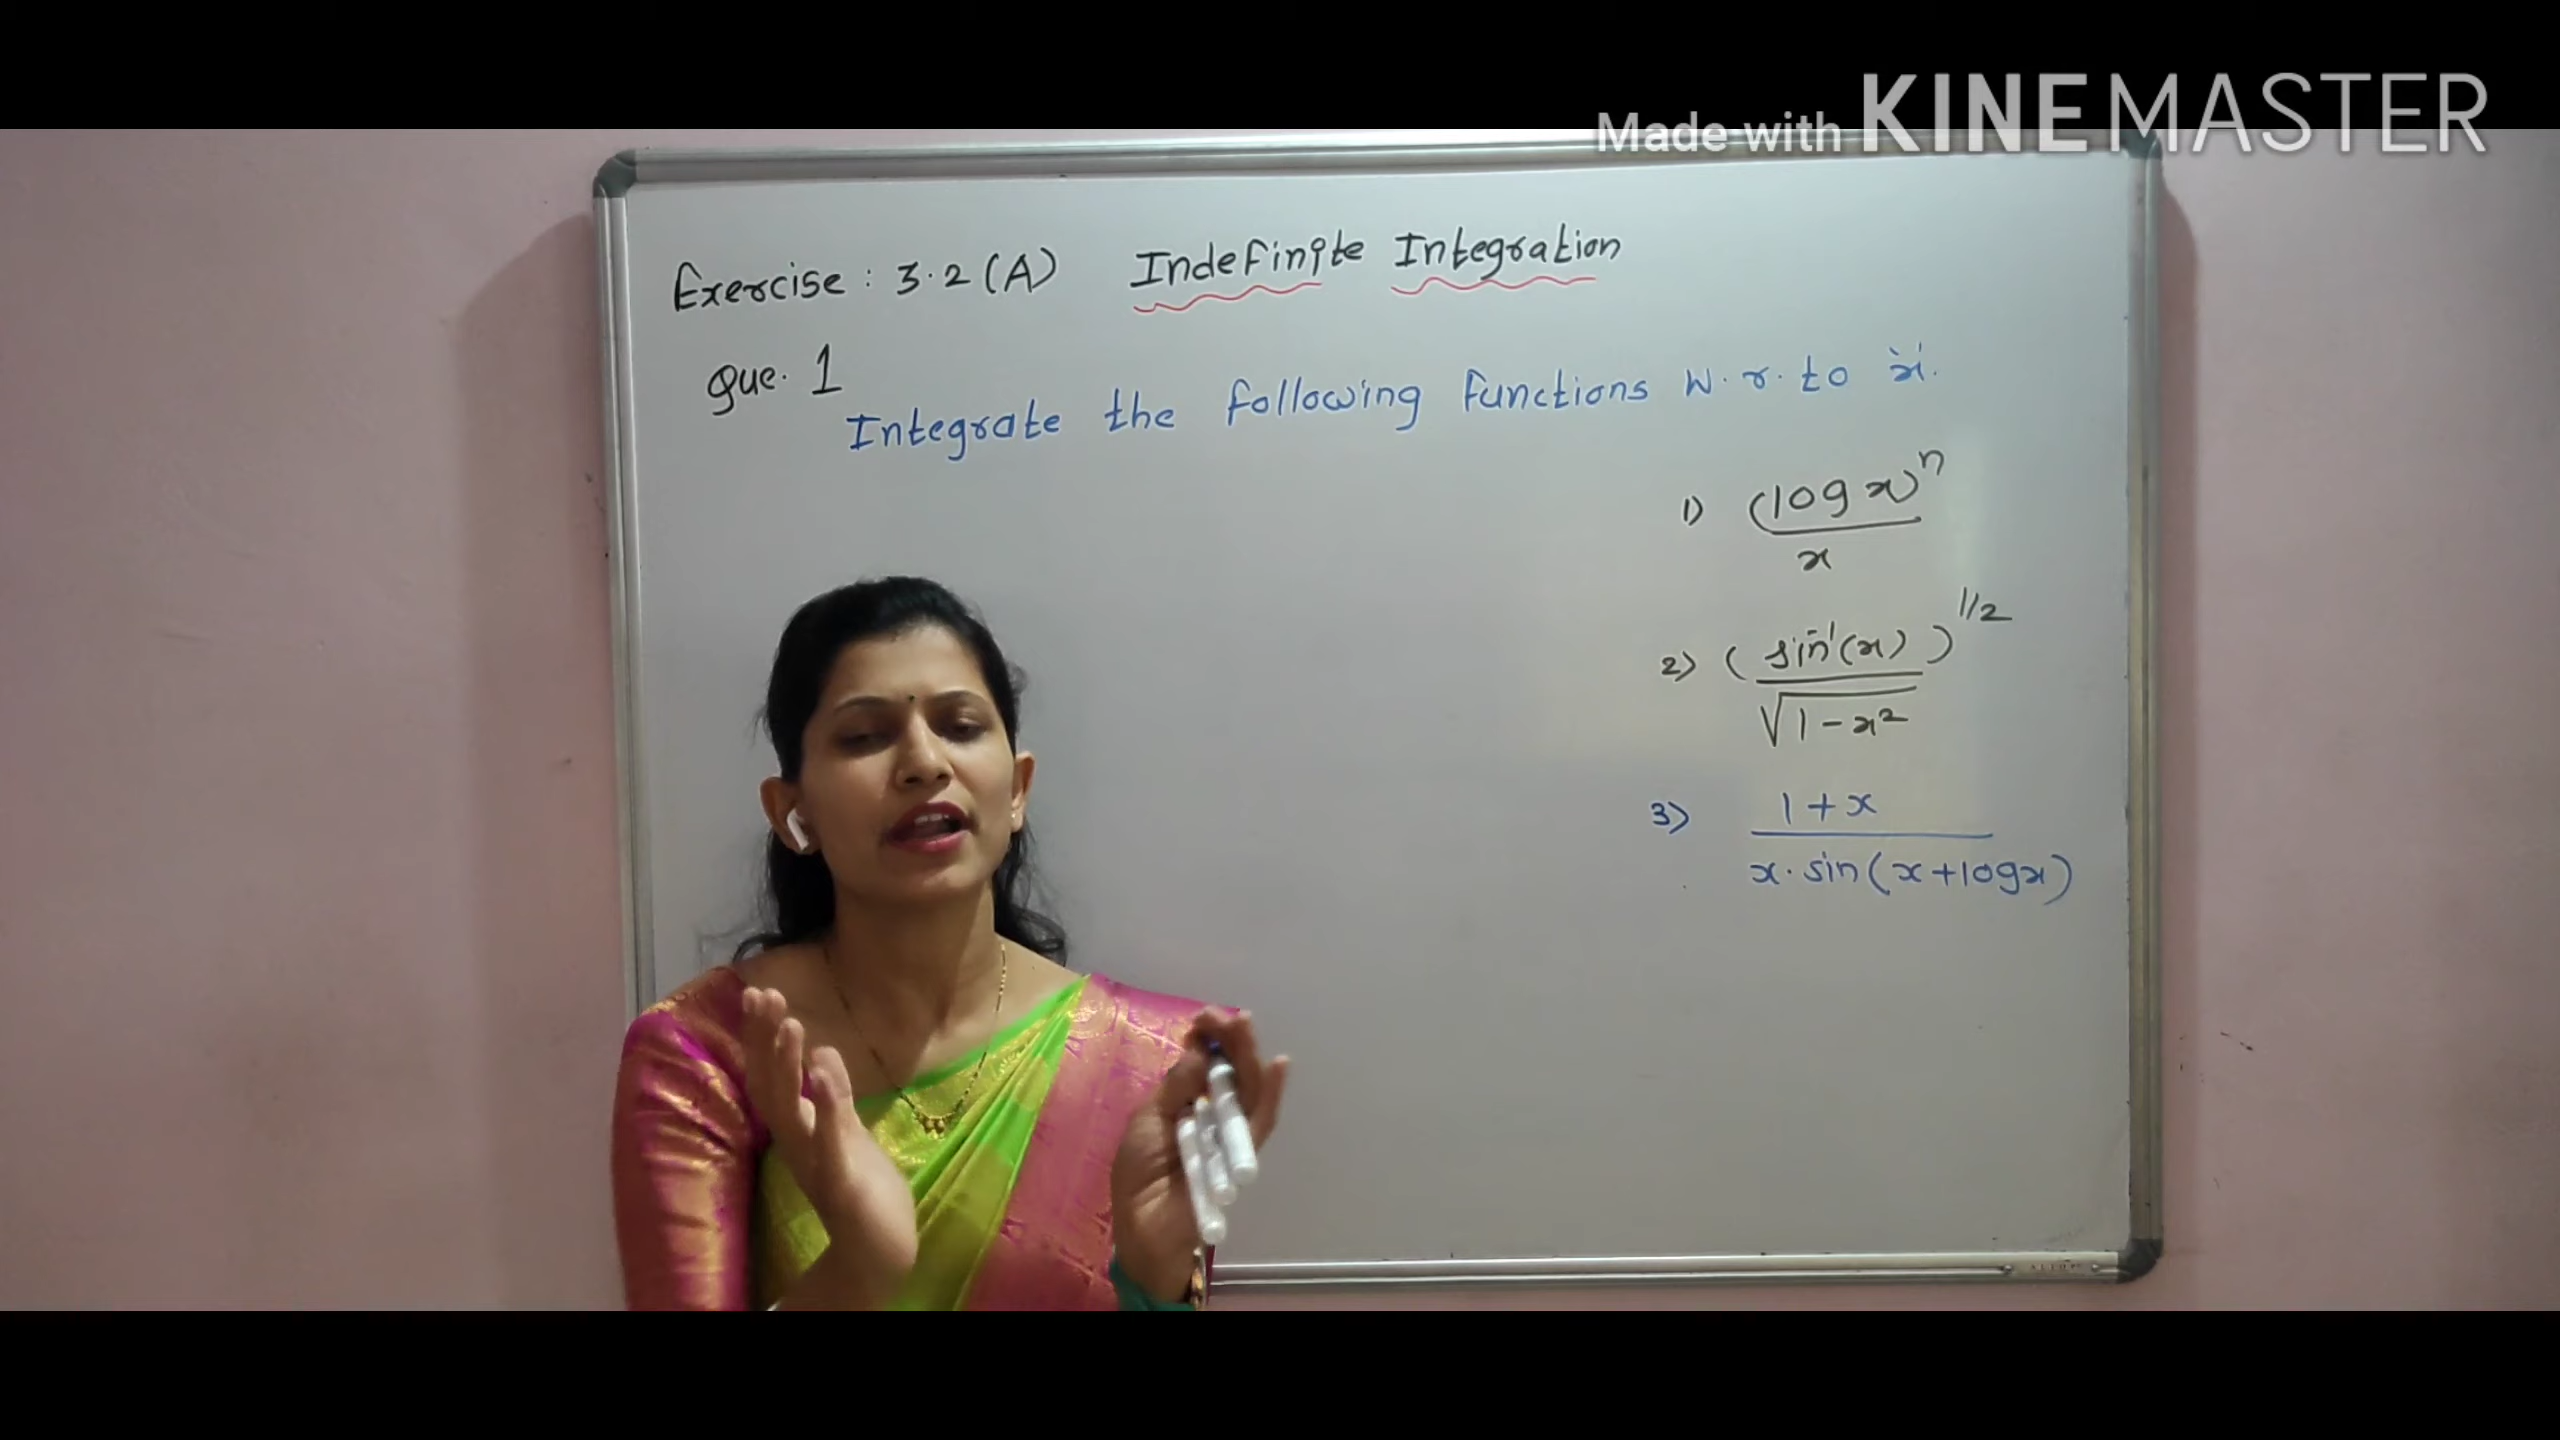 Made with KINEMASTER
Exercise : 3.2 (A) Indefinite Integration
Que. 1
Integrate the following functions w.r.to 'x'.
1) (log x)^n
x
2) ( sin⁻¹(x) )^1/2
√1-x²
3) 1+x
x.sin(x+logx)